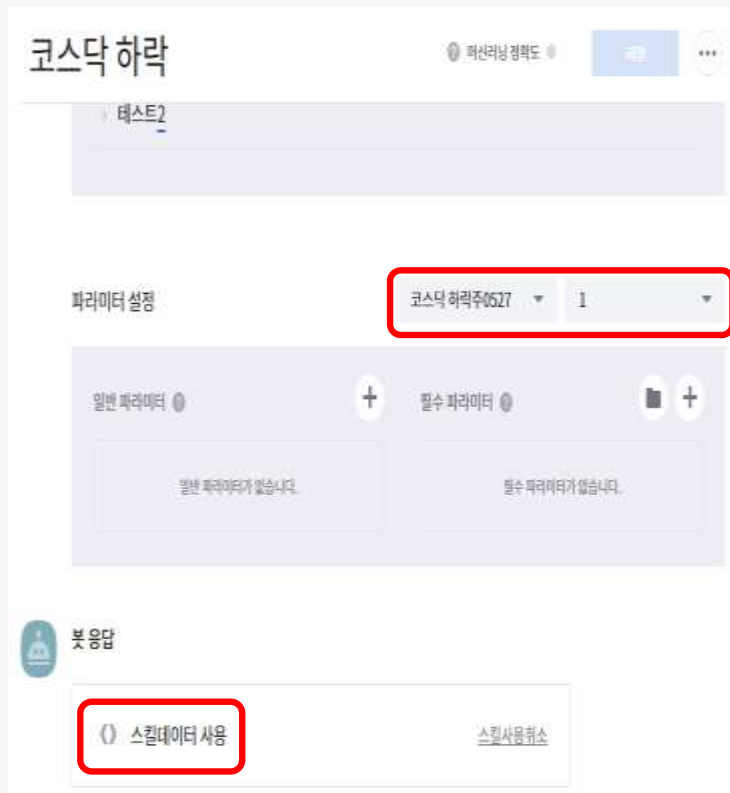 코스닥 하락
머신러닝 정확도
테스트2
파라미터 설정
코스닥 하락주0527
1
일반 파라미터
필수 파라미터
일반 파라미터가 없습니다.
필수 파라미터가 없습니다.
봇 응답
스킬데이터 사용
스킬사용취소